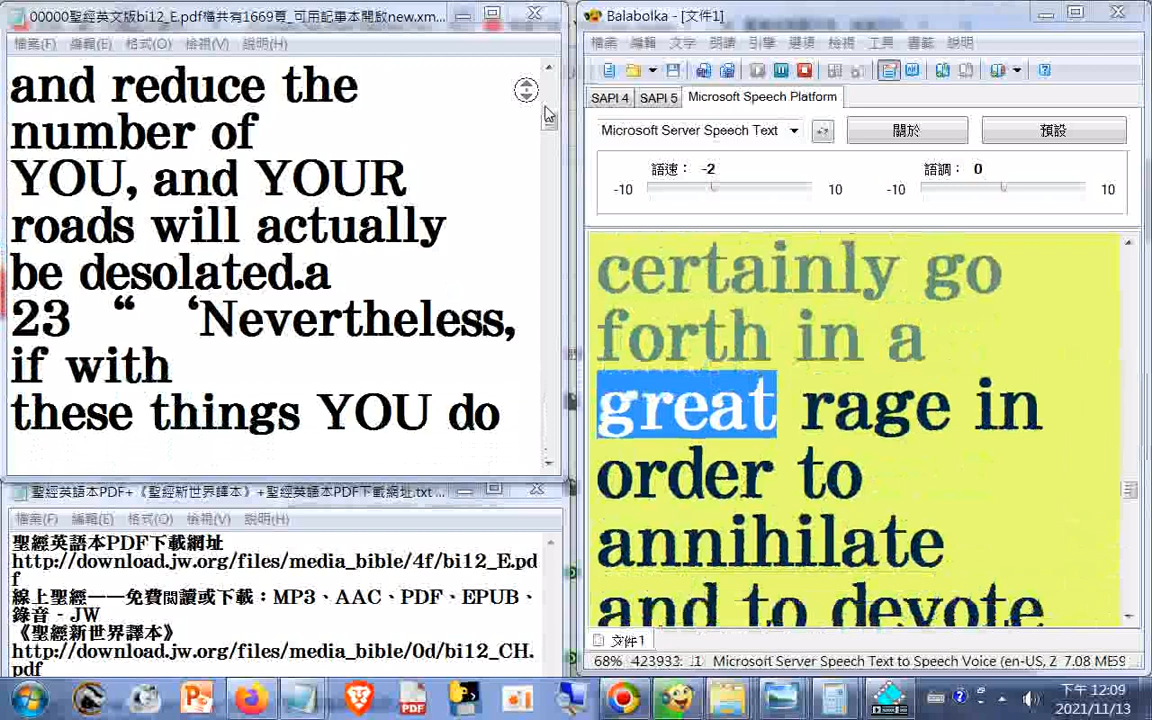 00000聖經英文版bi12_E.pdf檔共有1669頁_可用記事本開啟new.xm...
檔案(F) 編輯(E) 格式(O) 檢視(V) 說明(H)
and reduce the
number of
YOU, and YOUR
roads will actually
be desolated.a
23 “ ‘Nevertheless,
if with
these things YOU do
聖經英語本PDF+《聖經新世界譯本》+聖經英語本PDF下載網址.txt ...
檔案(F) 編輯(E) 格式(O) 檢視(V) 說明(H)
聖經英語本PDF下載網址
http://download.jw.org/files/media_bible/4f/bi12_E.pd
f
線上聖經——免費閱讀或下載：MP3、AAC、PDF、EPUB、
錄音 - JW
《聖經新世界譯本》
http://download.jw.org/files/media_bible/0d/bi12_CH.
pdf
Balabolka - [文件1]
檔案 編輯 文字 朗讀 引擎 選項 檢視 工具 書籤 說明
SAPI 4 SAPI 5 Microsoft Speech Platform
Microsoft Server Speech Text 關於 預設
語速： -2 語調： 0
-10 10 -10 10
certainly go
forth in a
great rage in
order to
annihilate
and to devote
文件1
68% Microsoft Server Speech Text to Speech Voice (en-US, Z 7.08
下午 12:09
2021/11/13